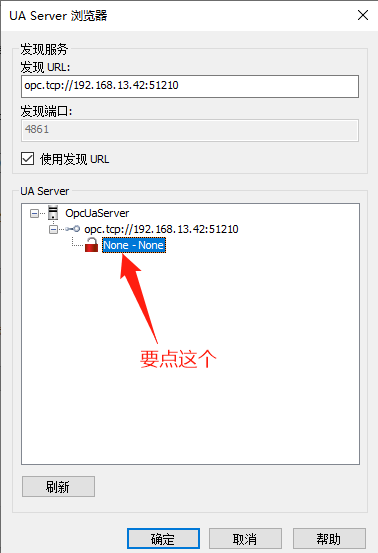 UA Server 浏览器
发现服务
发现 URL:
opc.tcp://192.168.13.42:51210
发现端口:
4861
使用发现 URL
UA Server
OpcUaServer
opc.tcp://192.168.13.42:51210
None - None
要点这个
刷新
确定
取消
帮助